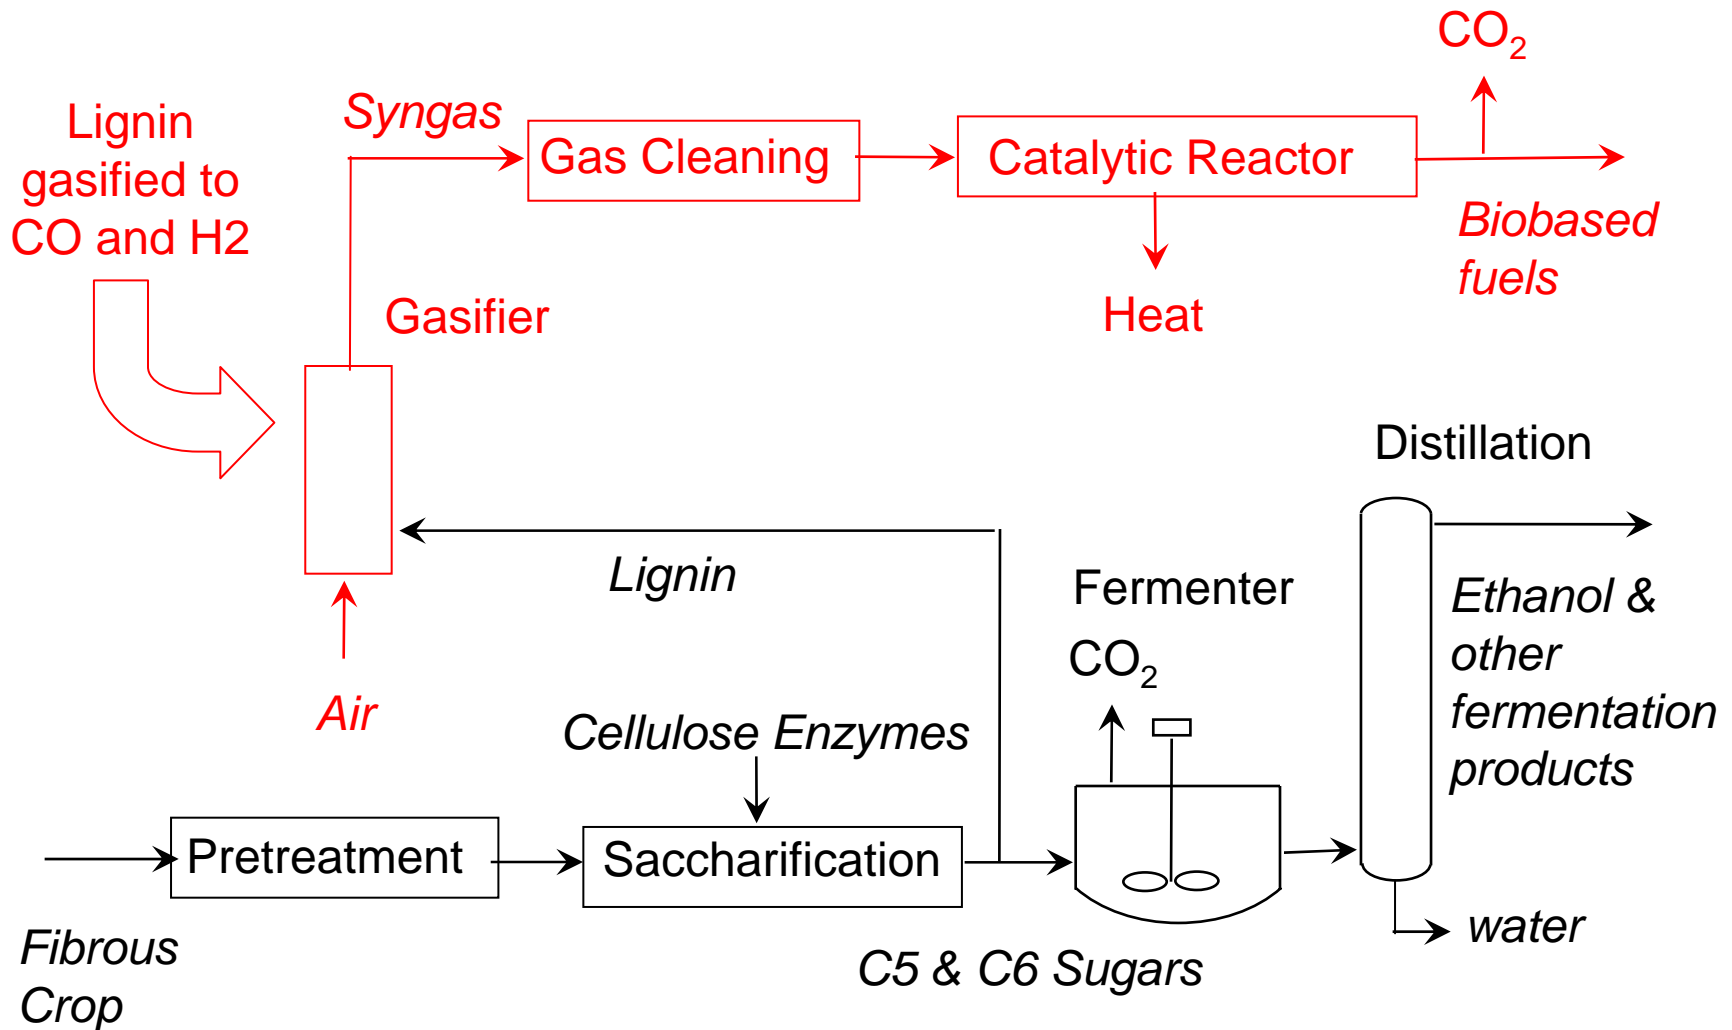 CO₂
Syngas
Lignin
gasified to
CO and H2
Gas Cleaning
Catalytic Reactor
Biobased
fuels
Gasifier
Heat
Distillation
Lignin
Fermenter
CO₂
Ethanol &
other
fermentation
products
Air
Cellulose Enzymes
Pretreatment
Saccharification
Fibrous
Crop
C5 & C6 Sugars
water